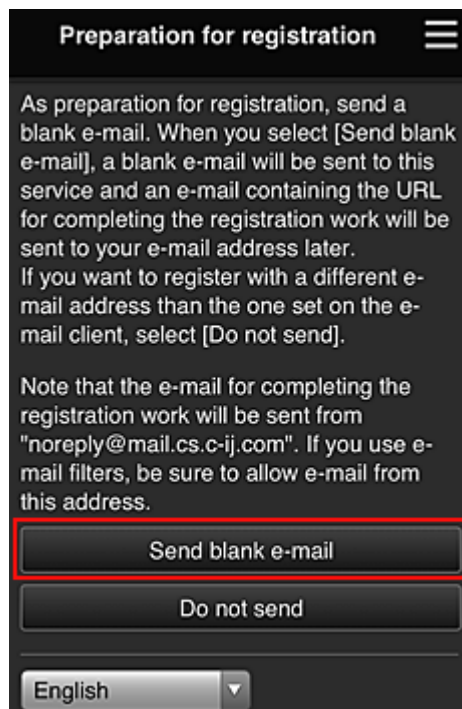 Preparation for registration
As preparation for registration, send a
blank e-mail. When you select [Send blank
e-mail], a blank e-mail will be sent to this
service and an e-mail containing the URL
for completing the registration work will be
sent to your e-mail address later.
If you want to register with a different e-
mail address than the one set on the e-
mail client, select [Do not send].
Note that the e-mail for completing the
registration work will be sent from
"noreply@mail.cs.c-ij.com". If you use e-
mail filters, be sure to allow e-mail from
this address.
Send blank e-mail
Do not send
English